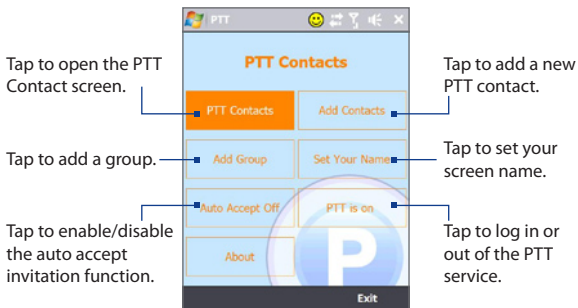 PTT
PTT Contacts
Tap to open the PTT
Contact screen.
Tap to add a new
PTT contact.
PTT Contacts
Add Contacts
Tap to add a group.
Add Group
Set Your Name
Tap to set your
screen name.
Auto Accept Off
PTT is on
Tap to enable/disable
the auto accept
invitation function.
Tap to log in or
out of the PTT
service.
About
P
Exit